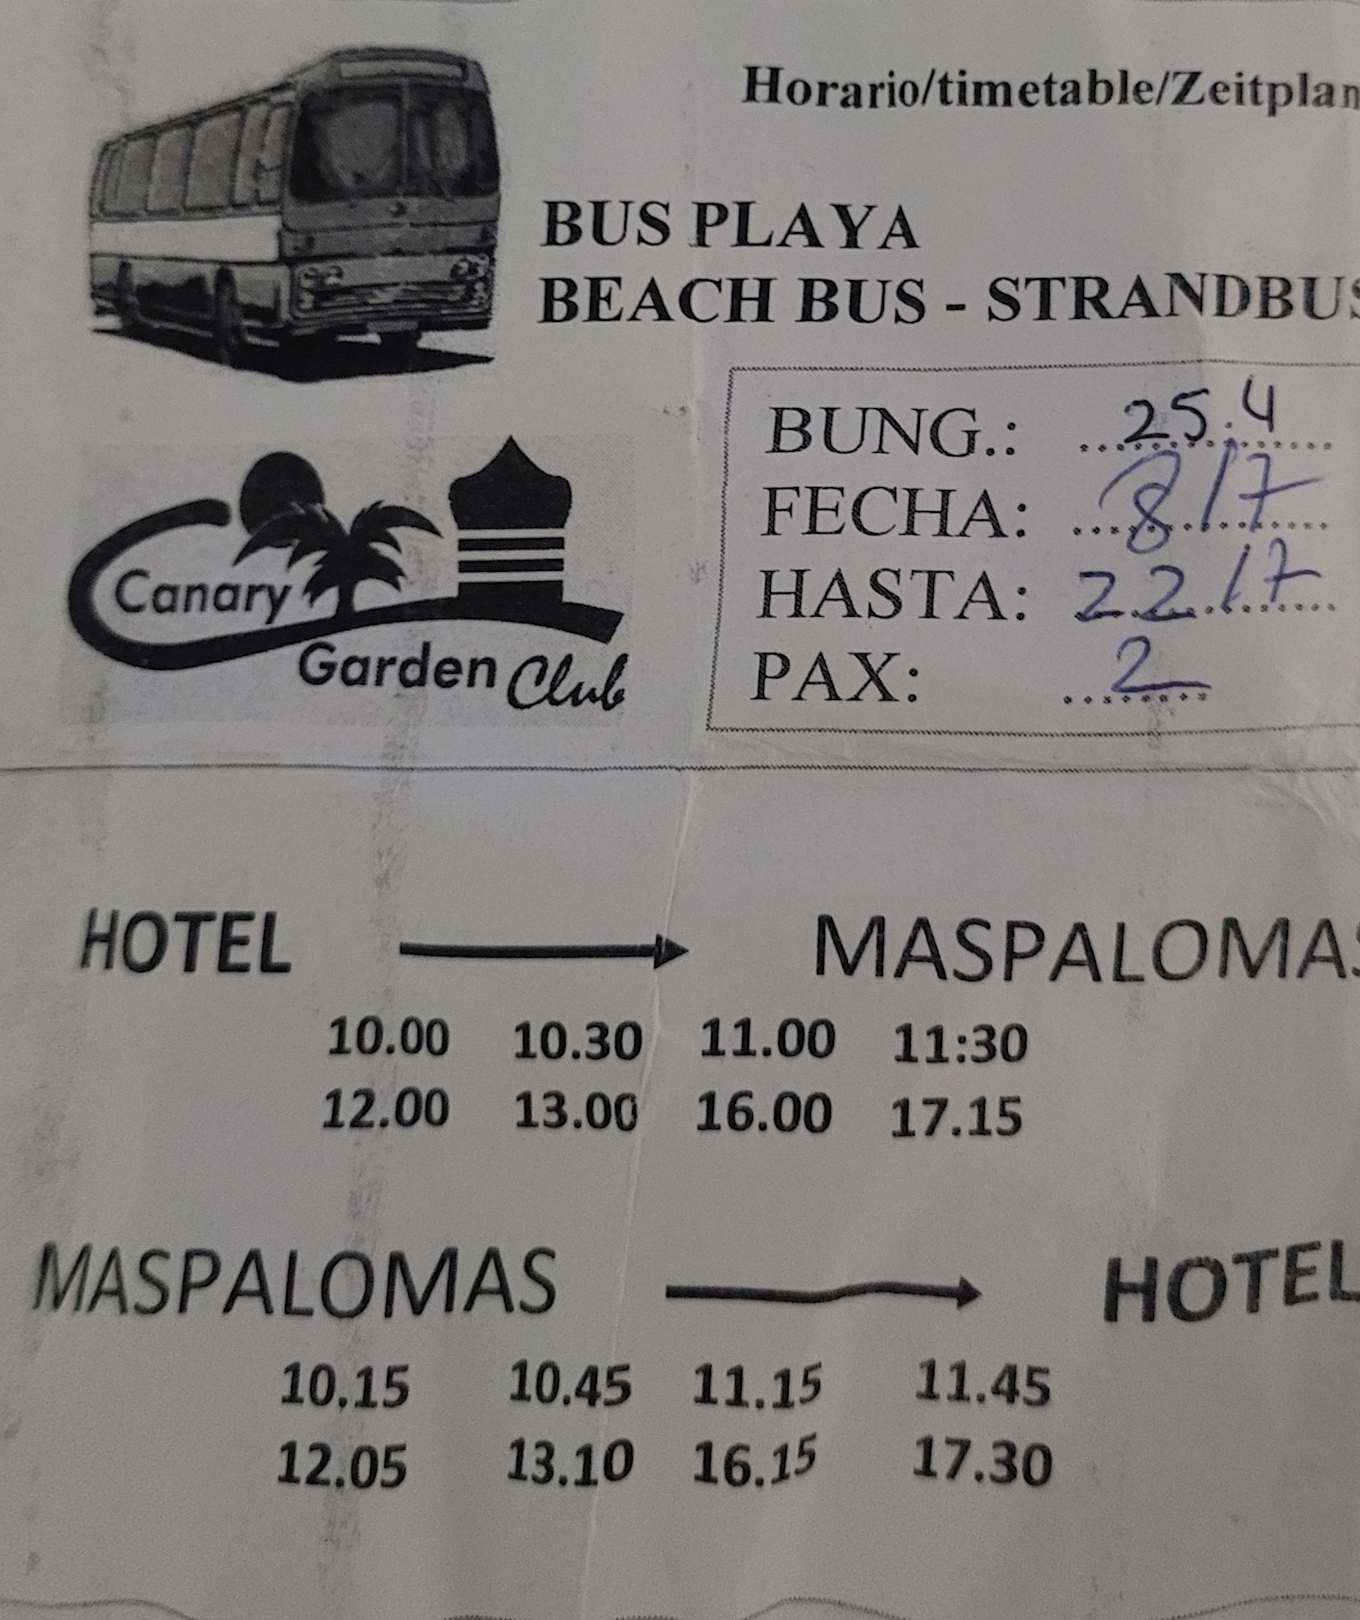 Horario/timetable/Zeitplan
BUS PLAYA
BEACH BUS - STRANDBUS
BUNG.: 25.4
FECHA: 8/7
HASTA: 22/7
PAX: 2
Canary
Garden Club
HOTEL MASPALOMAS
10.00 10.30 11.00 11:30
12.00 13.00 16.00 17.15
MASPALOMAS HOTEL
10.15 10.45 11.15 11.45
12.05 13.10 16.15 17.30